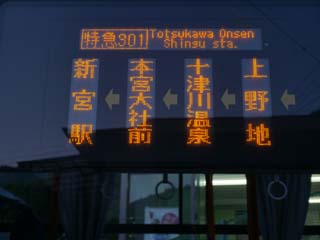 特急301 Totsukawa Onsen
Shingu sta.
新宮駅 ← 本宮大社前 ← 十津川温泉 ← 上野地 ←